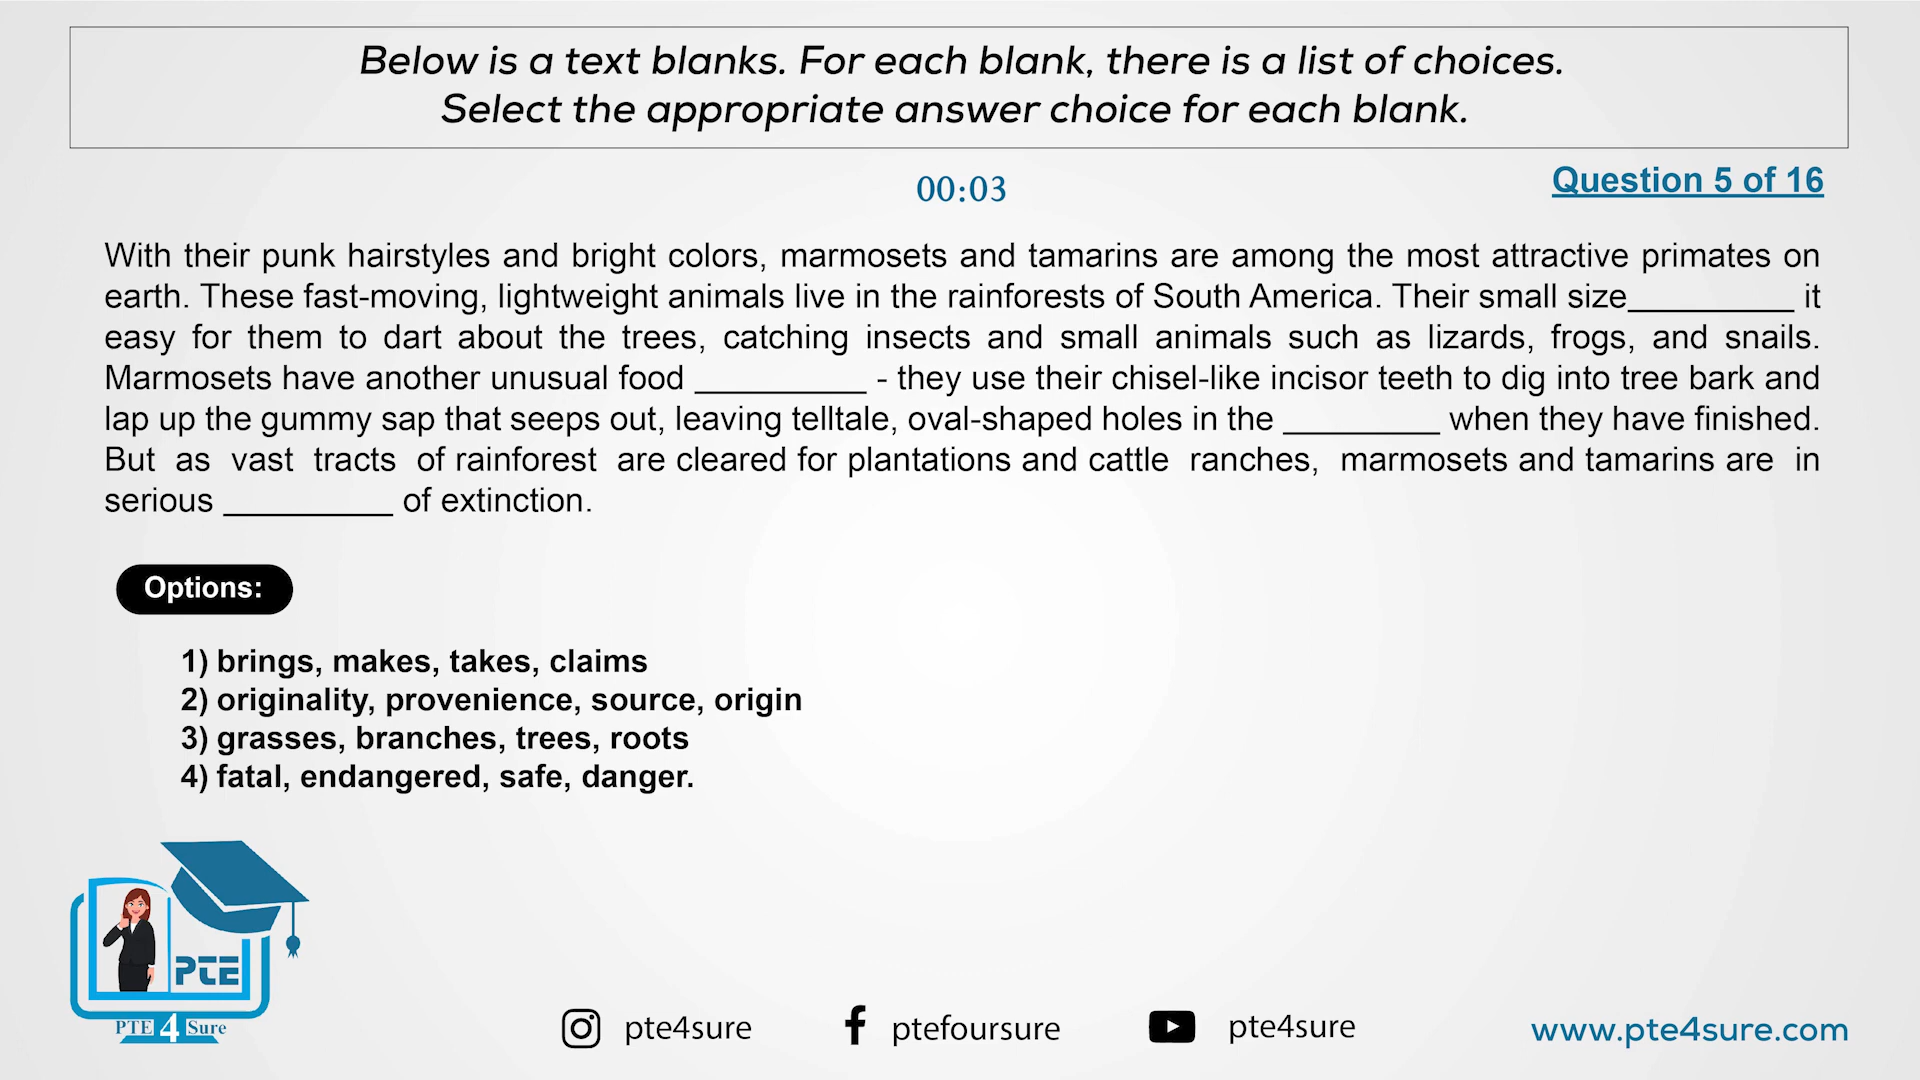 Below is a text blanks. For each blank, there is a list of choices.
Select the appropriate answer choice for each blank.
00:03
Question 5 of 16
With their punk hairstyles and bright colors, marmosets and tamarins are among the most attractive primates on
earth. These fast-moving, lightweight animals live in the rainforests of South America. Their small size__________ it
easy for them to dart about the trees, catching insects and small animals such as lizards, frogs, and snails.
Marmosets have another unusual food __________ - they use their chisel-like incisor teeth to dig into tree bark and
lap up the gummy sap that seeps out, leaving telltale, oval-shaped holes in the _________ when they have finished.
But as vast tracts of rainforest are cleared for plantations and cattle ranches, marmosets and tamarins are in
serious __________ of extinction.
Options:
1) brings, makes, takes, claims
2) originality, provenience, source, origin
3) grasses, branches, trees, roots
4) fatal, endangered, safe, danger.
PTE
PTE 4 Sure
pte4sure
ptefoursure
pte4sure
www.pte4sure.com